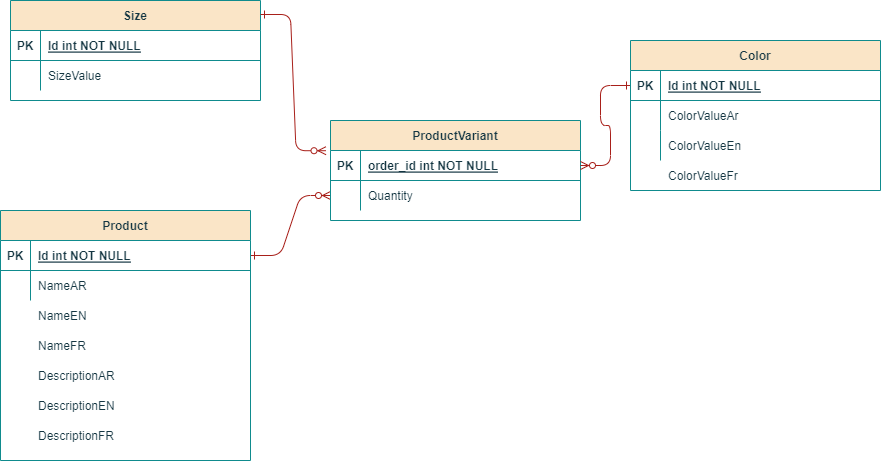 Size
PK Id int NOT NULL
SizeValue
Color
PK Id int NOT NULL
ColorValueAr
ColorValueEn
ColorValueFr
ProductVariant
PK order_id int NOT NULL
Quantity
Product
PK Id int NOT NULL
NameAR
NameEN
NameFR
DescriptionAR
DescriptionEN
DescriptionFR